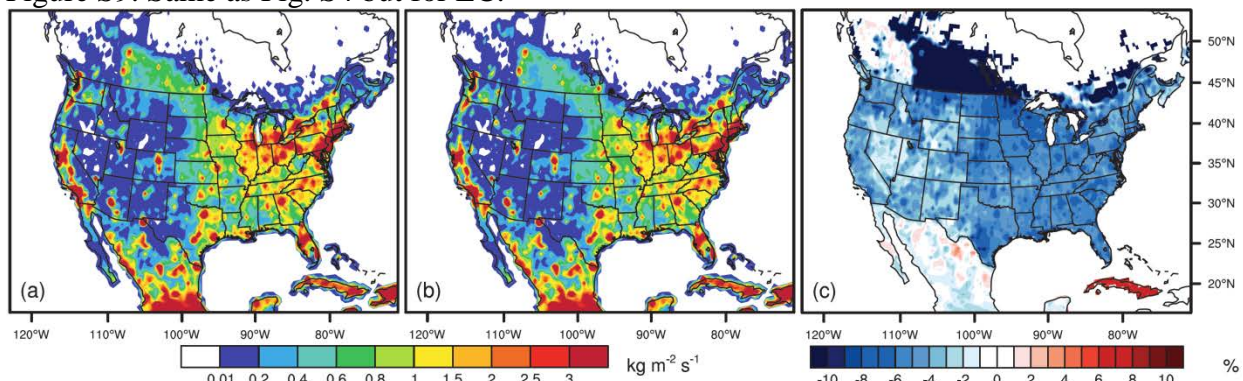 Figure S9. Same as Fig. S4 but for EC.
(a) (b) (c)
50°N
45°N
40°N
35°N
30°N
25°N
20°N
120°W 110°W 100°W 90°W 80°W 120°W 110°W 100°W 90°W 80°W 120°W 110°W 100°W 90°W 80°W
0.01 0.2 0.4 0.6 0.8 1 1.5 2 2.5 3 kg m⁻² s⁻¹ -10 -8 -6 -4 -2 0 2 4 6 8 10 %